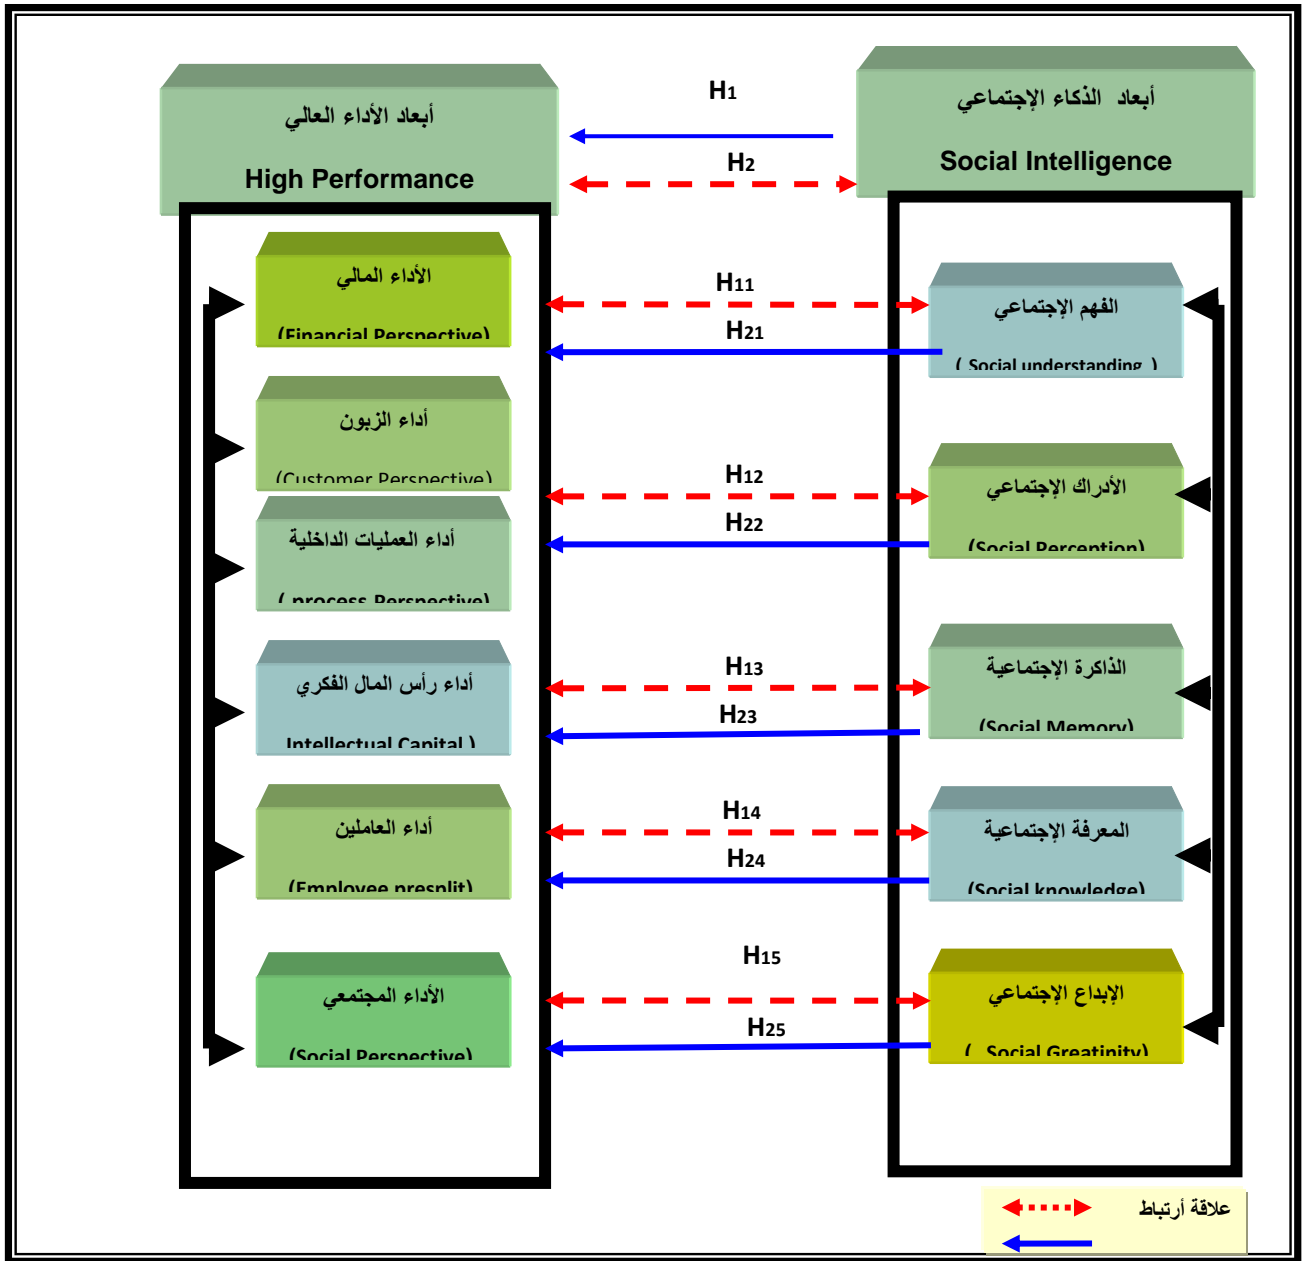 أبعاد الذكاء الإجتماعي
Social Intelligence
H1
H2
أبعاد الأداء العالي
High Performance
الفهم الإجتماعي
( Social understanding )
الأدراك الإجتماعي
(Social Perception)
الذاكرة الإجتماعية
(Social Memory)
المعرفة الإجتماعية
(Social knowledge)
الإبداع الإجتماعي
( Social Greatinity)
H11
H21
H12
H22
H13
H23
H14
H24
H15
H25
الأداء المالي
(Financial Perspective)
أداء الزبون
(Customer Perspective)
أداء العمليات الداخلية
( process Perspective)
أداء رأس المال الفكري
Intellectual Capital )
أداء العاملين
(Employee presplit)
الأداء المجتمعي
(Social Perspective)
علاقة أرتباط